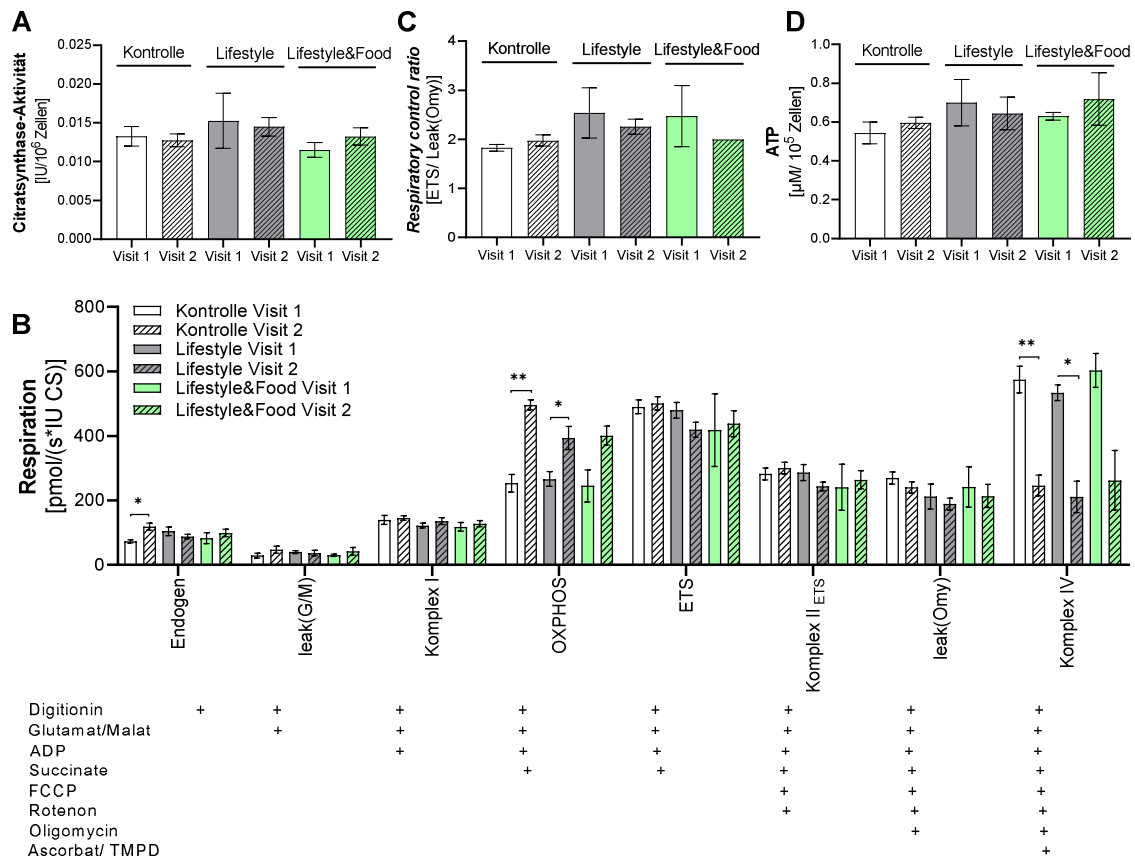 A
Citratsynthase-Aktivität
[IU/10⁶ Zellen]
0.025
0.020
0.015
0.010
0.005
0.000
Kontrolle Lifestyle Lifestyle&Food
Visit 1 Visit 2 Visit 1 Visit 2 Visit 1 Visit 2
C
Respiratory control ratio
[ETS/ Leak(Omy)]
4
3
2
1
0
Kontrolle Lifestyle Lifestyle&Food
Visit 1 Visit 2 Visit 1 Visit 2 Visit 1 Visit 2
D
ATP
[µM/ 10⁵ Zellen]
1.0
0.8
0.6
0.4
0.2
0.0
Kontrolle Lifestyle Lifestyle&Food
Visit 1 Visit 2 Visit 1 Visit 2 Visit 1 Visit 2
B
Respiration
[pmol/(s*IU CS)]
800
600
400
200
0
Kontrolle Visit 1
Kontrolle Visit 2
Lifestyle Visit 1
Lifestyle Visit 2
Lifestyle&Food Visit 1
Lifestyle&Food Visit 2
*
**
*
**
*
Endogen
leak(G/M)
Komplex I
OXPHOS
ETS
Komplex II ETS
leak(Omy)
Komplex IV
Digitionin + + + + + + + +
Glutamat/Malat + + + + + + +
ADP + + + + + +
Succinate + + + + +
FCCP + + +
Rotenon + + +
Oligomycin + +
Ascorbat/ TMPD +